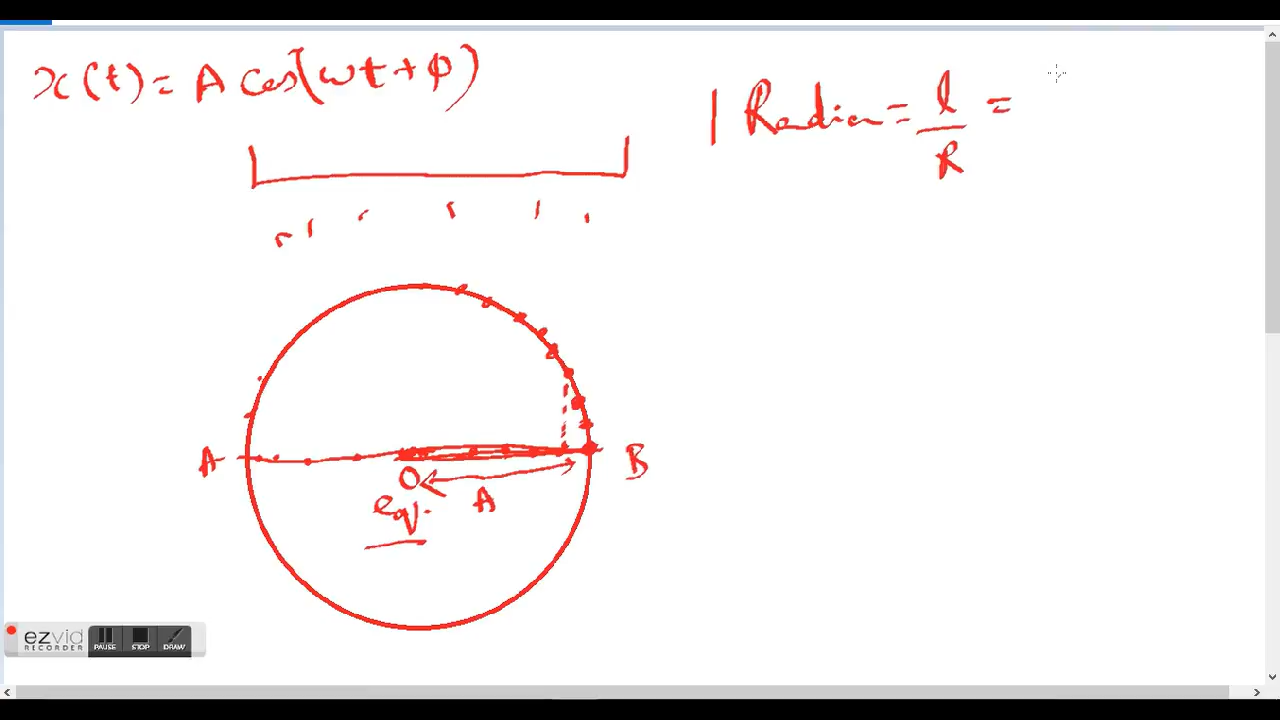 x(t) = A cos(ωt + φ)
1 Radian = l/R =
A
B
O
A
eq.
ezvid
RECORDER
PAUSE
STOP
DRAW